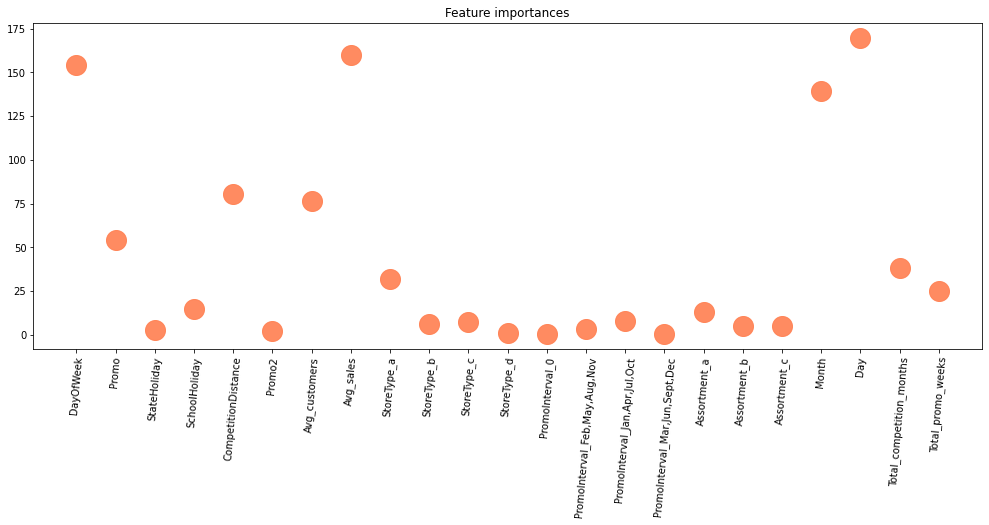 Feature importances
175
150
125
100
75
50
25
0
DayOfWeek
Promo
StateHoliday
SchoolHoliday
CompetitionDistance
Promo2
Avg_customers
Avg_sales
StoreType_a
StoreType_b
StoreType_c
StoreType_d
PromoInterval_0
PromoInterval_Feb,May,Aug,Nov
PromoInterval_Jan,Apr,Jul,Oct
PromoInterval_Mar,Jun,Sept,Dec
Assortment_a
Assortment_b
Assortment_c
Month
Day
Total_competition_months
Total_promo_weeks